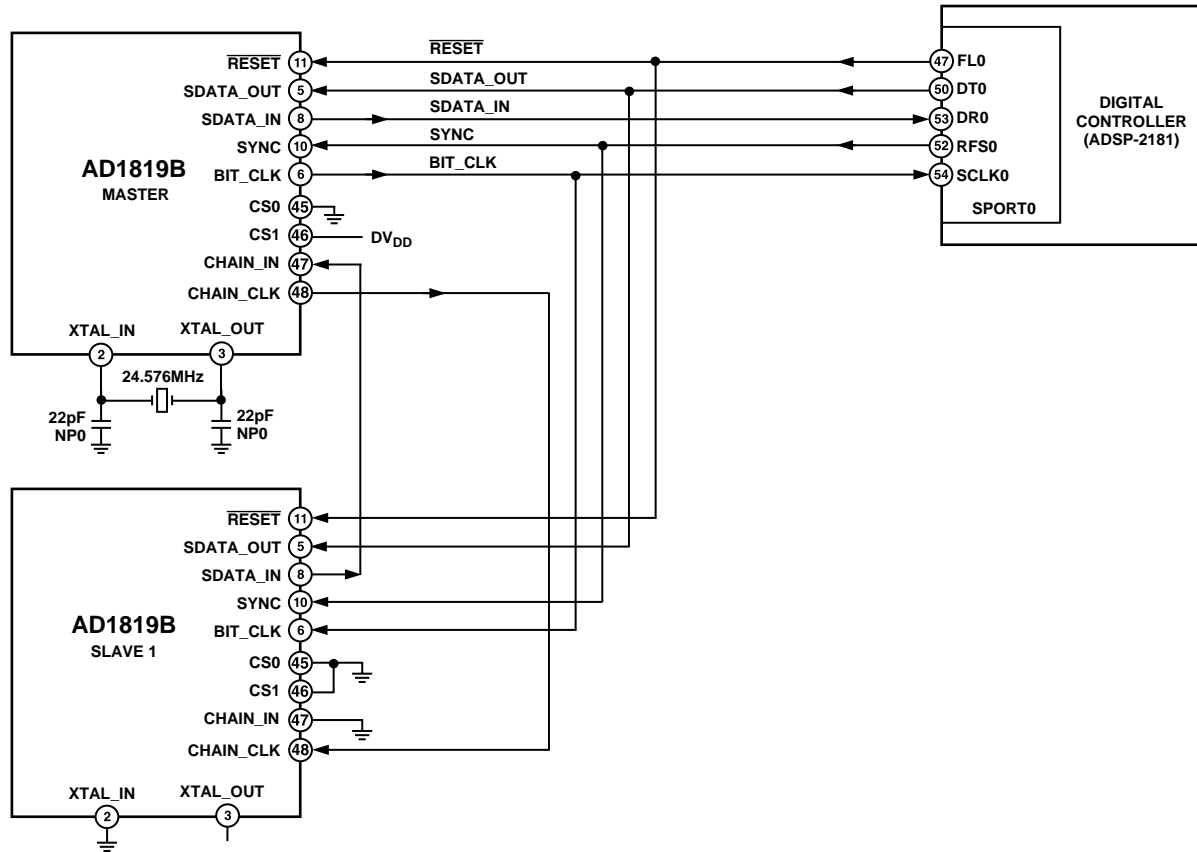 RESET 11 RESET 47 FL0
SDATA_OUT 5 SDATA_OUT 50 DT0
SDATA_IN 8 SDATA_IN 53 DR0
SYNC 10 SYNC 52 RFS0
BIT_CLK 6 BIT_CLK 54 SCLK0
AD1819B
MASTER
CS0 45
CS1 46 DVDD
CHAIN_IN 47
CHAIN_CLK 48
DIGITAL
CONTROLLER
(ADSP-2181)
SPORT0
XTAL_IN XTAL_OUT
2 3
24.576MHz
22pF
NP0
22pF
NP0
RESET 11
SDATA_OUT 5
SDATA_IN 8
SYNC 10
BIT_CLK 6
AD1819B
SLAVE 1
CS0 45
CS1 46
CHAIN_IN 47
CHAIN_CLK 48
XTAL_IN XTAL_OUT
2 3